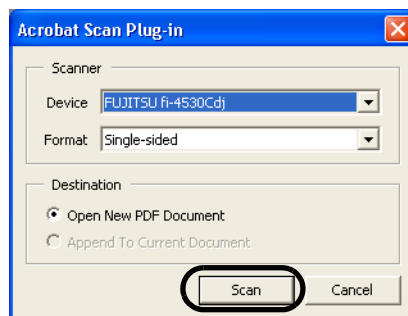 Acrobat Scan Plug-in
Scanner
Device FUJITSU fi-4530Cdj
Format Single-sided
Destination
Open New PDF Document
Append To Current Document
Scan Cancel